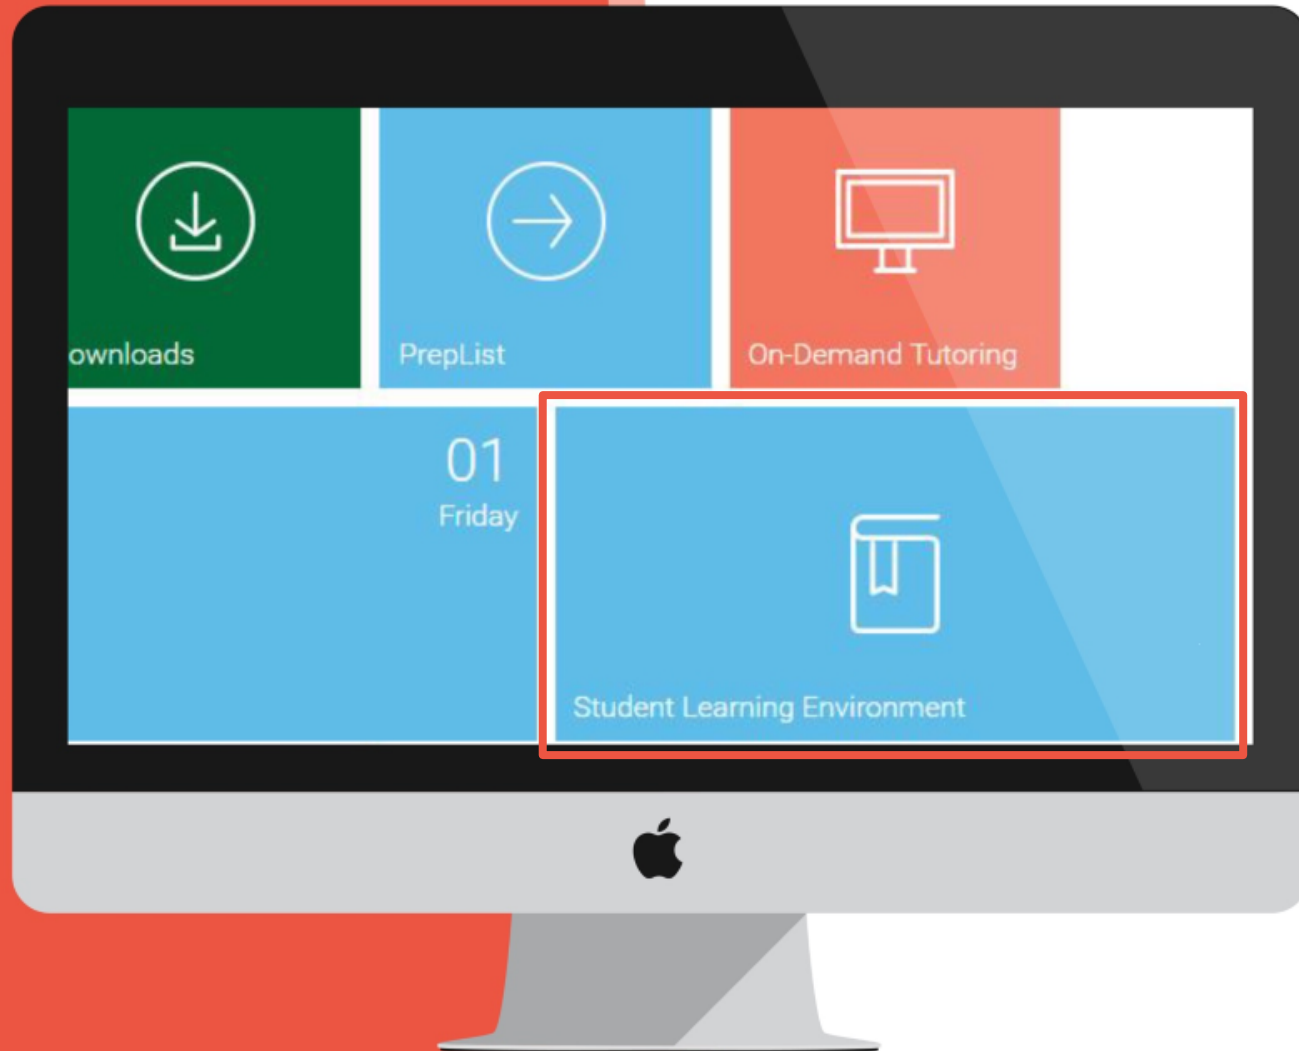 ownloads
PrepList
On-Demand Tutoring
01
Friday
Student Learning Environment